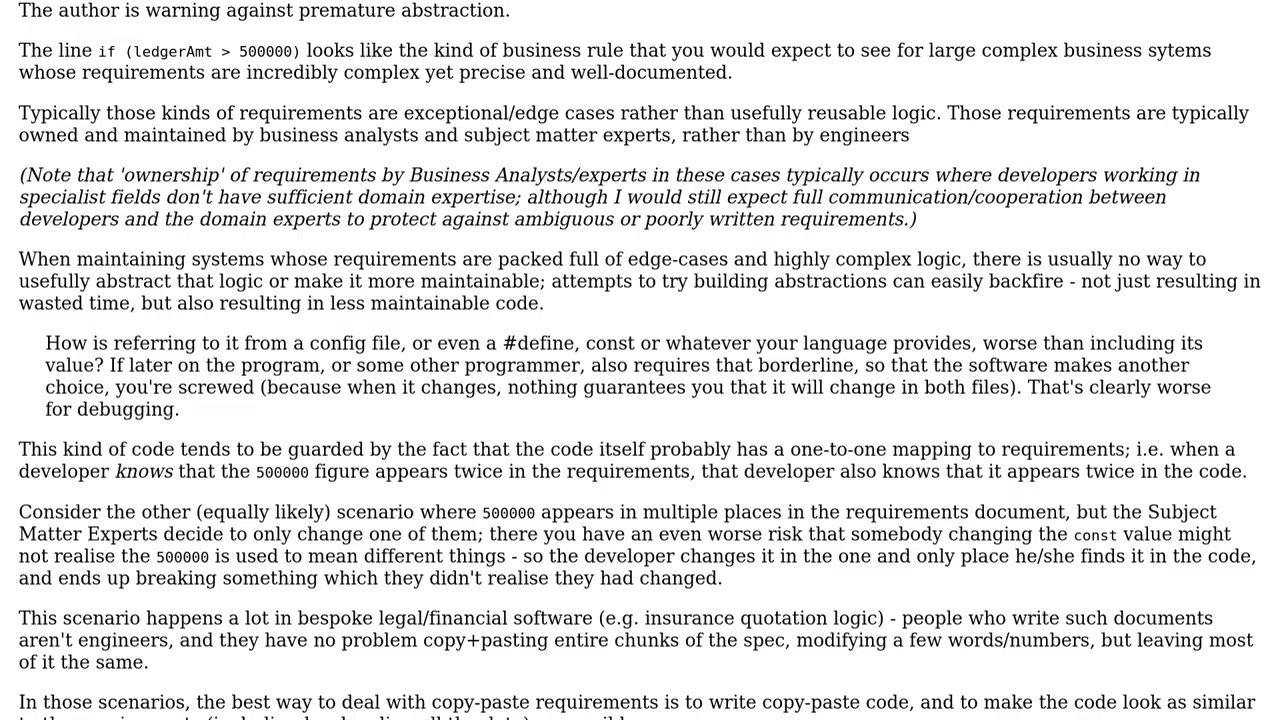 The author is warning against premature abstraction.
The line if (ledgerAmt > 500000) looks like the kind of business rule that you would expect to see for large complex business sytems
whose requirements are incredibly complex yet precise and well-documented.
Typically those kinds of requirements are exceptional/edge cases rather than usefully reusable logic. Those requirements are typically
owned and maintained by business analysts and subject matter experts, rather than by engineers
(Note that 'ownership' of requirements by Business Analysts/experts in these cases typically occurs where developers working in
specialist fields don't have sufficient domain expertise; although I would still expect full communication/cooperation between
developers and the domain experts to protect against ambiguous or poorly written requirements.)
When maintaining systems whose requirements are packed full of edge-cases and highly complex logic, there is usually no way to
usefully abstract that logic or make it more maintainable; attempts to try building abstractions can easily backfire - not just resulting in
wasted time, but also resulting in less maintainable code.
How is referring to it from a config file, or even a #define, const or whatever your language provides, worse than including its
value? If later on the program, or some other programmer, also requires that borderline, so that the software makes another
choice, you're screwed (because when it changes, nothing guarantees you that it will change in both files). That's clearly worse
for debugging.
This kind of code tends to be guarded by the fact that the code itself probably has a one-to-one mapping to requirements; i.e. when a
developer knows that the 500000 figure appears twice in the requirements, that developer also knows that it appears twice in the code.
Consider the other (equally likely) scenario where 500000 appears in multiple places in the requirements document, but the Subject
Matter Experts decide to only change one of them; there you have an even worse risk that somebody changing the const value might
not realise the 500000 is used to mean different things - so the developer changes it in the one and only place he/she finds it in the code,
and ends up breaking something which they didn't realise they had changed.
This scenario happens a lot in bespoke legal/financial software (e.g. insurance quotation logic) - people who write such documents
aren't engineers, and they have no problem copy+pasting entire chunks of the spec, modifying a few words/numbers, but leaving most
of it the same.
In those scenarios, the best way to deal with copy-paste requirements is to write copy-paste code, and to make the code look as similar